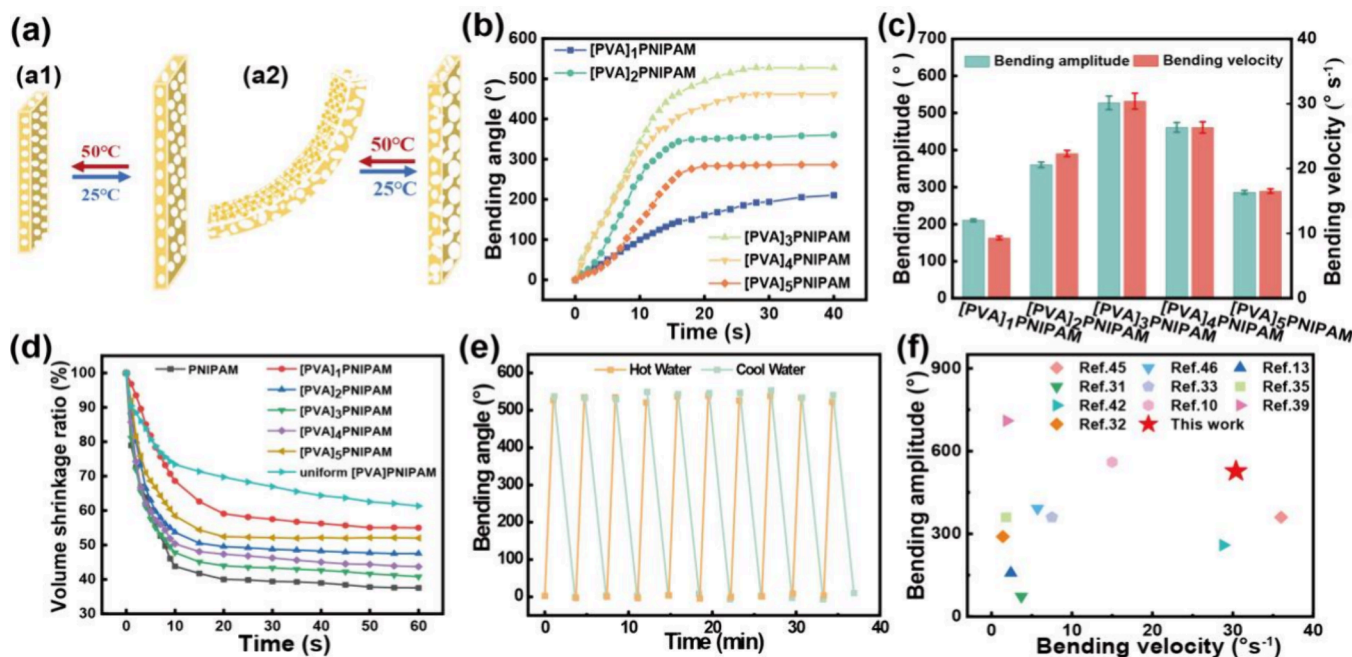 (a)
(a1)
(a2)
50°C
25°C
50°C
25°C
(b)
Bending angle (°)
600
500
400
300
200
100
0
[PVA]1PNIPAM
[PVA]2PNIPAM
[PVA]3PNIPAM
[PVA]4PNIPAM
[PVA]5PNIPAM
0 10 20 30 40
Time (s)
(c)
Bending amplitude (°)
700
600
500
400
300
200
100
0
Bending amplitude
Bending velocity
40
30
20
10
0
Bending velocity (° s-1)
[PVA]1PNIPAM
[PVA]2PNIPAM
[PVA]3PNIPAM
[PVA]4PNIPAM
[PVA]5PNIPAM
(d)
Volume shrinkage ratio (%)
100
90
80
70
60
50
40
30
PNIPAM
[PVA]1PNIPAM
[PVA]2PNIPAM
[PVA]3PNIPAM
[PVA]4PNIPAM
[PVA]5PNIPAM
uniform [PVA]PNIPAM
0 10 20 30 40 50 60
Time (s)
(e)
Bending angle (°)
600
500
400
300
200
100
0
Hot Water
Cool Water
0 10 20 30 40
Time (min)
(f)
Bending amplitude (°)
900
600
300
0
Ref.45
Ref.46
Ref.13
Ref.31
Ref.33
Ref.35
Ref.42
Ref.10
Ref.39
Ref.32
This work
0 10 20 30 40
Bending velocity (°s-1)